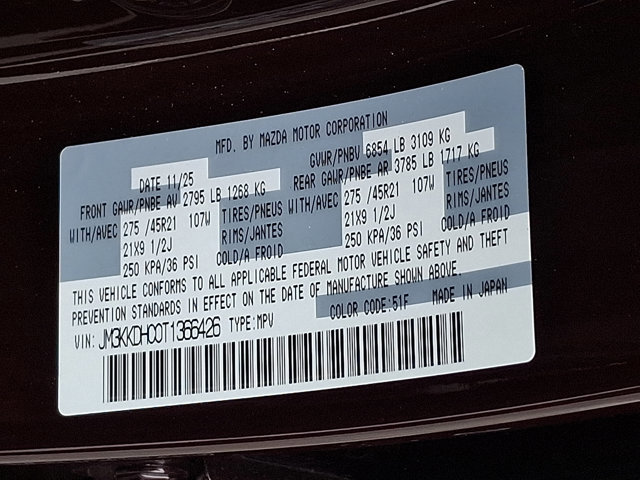 MFD. BY MAZDA MOTOR CORPORATION
DATE 11/25 GVWR/PNBV 6854 LB 3109 KG
FRONT GAWR/PNBE AV 2795 LB 1268 KG REAR GAWR/PNBE AR 3785 LB 1717 KG
WITH/AVEC 275 /45R21 107W TIRES/PNEUS WITH/AVEC 275 /45R21 107W TIRES/PNEUS
21X9 1/2J RIMS/JANTES 21X9 1/2J RIMS/JANTES
250 KPA/36 PSI COLD/A FROID 250 KPA/36 PSI COLD/A FROID
THIS VEHICLE CONFORMS TO ALL APPLICABLE FEDERAL MOTOR VEHICLE SAFETY AND THEFT
PREVENTION STANDARDS IN EFFECT ON THE DATE OF MANUFACTURE SHOWN ABOVE.
COLOR CODE:51F MADE IN JAPAN
VIN: JM3KKDHC0T1366426 TYPE:MPV